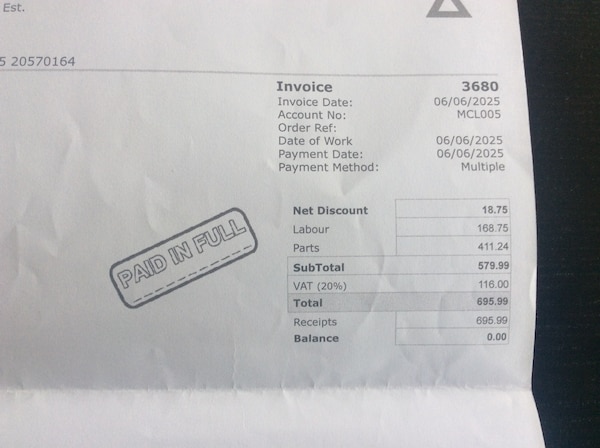 Est.
5 20570164
Invoice 3680
Invoice Date: 06/06/2025
Account No: MCL005
Order Ref:
Date of Work 06/06/2025
Payment Date: 06/06/2025
Payment Method: Multiple
Net Discount 18.75
Labour 168.75
Parts 411.24
SubTotal 579.99
VAT (20%) 116.00
Total 695.99
Receipts 695.99
Balance 0.00
PAID IN FULL